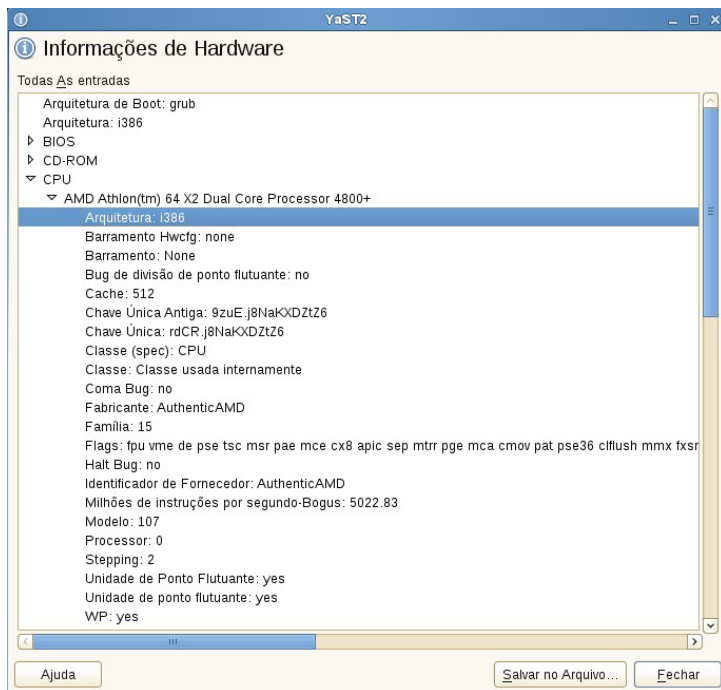 YaST2
Informações de Hardware
Todas As entradas
Arquitetura de Boot: grub
Arquitetura: i386
BIOS
CD-ROM
CPU
AMD Athlon(tm) 64 X2 Dual Core Processor 4800+
Arquitetura: i386
Barramento Hwcfg: none
Barramento: None
Bug de divisão de ponto flutuante: no
Cache: 512
Chave Única Antiga: 9zuE.j8NaKXDZtZ6
Chave Única: rdCR.j8NaKXDZtZ6
Classe (spec): CPU
Classe: Classe usada internamente
Coma Bug: no
Fabricante: AuthenticAMD
Família: 15
Flags: fpu vme de pse tsc msr pae mce cx8 apic sep mtrr pge mca cmov pat pse36 clflush mmx fxsr
Halt Bug: no
Identificador de Fornecedor: AuthenticAMD
Milhões de instruções por segundo-Bogus: 5022.83
Modelo: 107
Processor: 0
Stepping: 2
Unidade de Ponto Flutuante: yes
Unidade de ponto flutuante: yes
WP: yes
Ajuda
Salvar no Arquivo...
Fechar